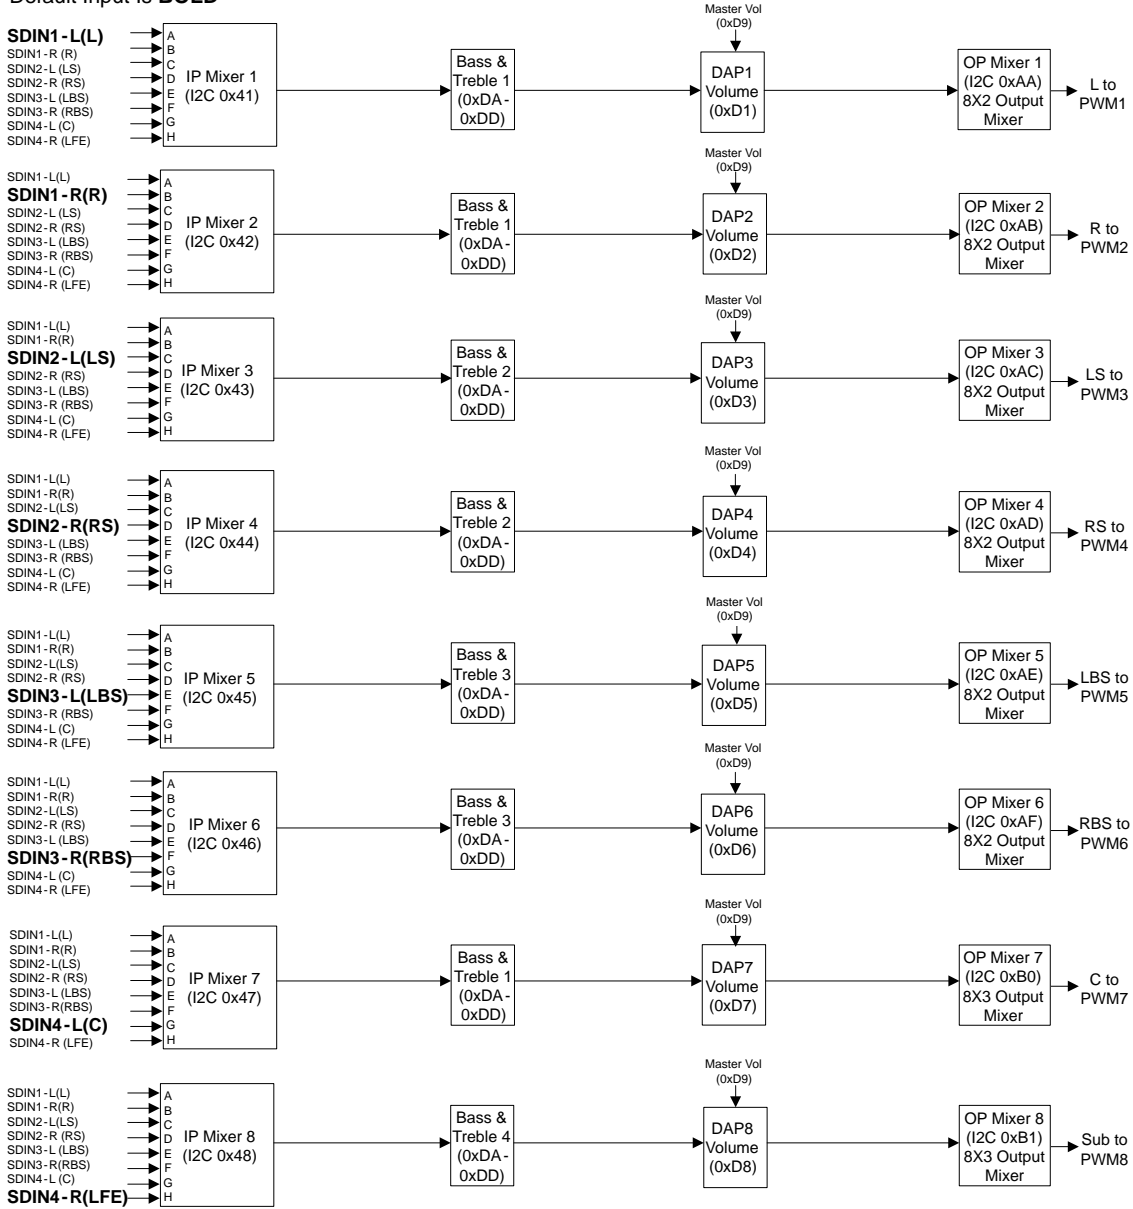 Default Input is BOLD
SDIN1-L(L)
SDIN1-R (R)
SDIN2-L (LS)
SDIN2-R (RS)
SDIN3-L (LBS)
SDIN3-R (RBS)
SDIN4-L (C)
SDIN4-R (LFE)
A
B
C
D
E
F
G
H
IP Mixer 1
(I2C 0x41)
Bass &
Treble 1
(0xDA-
0xDD)
Master Vol
(0xD9)
DAP1
Volume
(0xD1)
OP Mixer 1
(I2C 0xAA)
8X2 Output
Mixer
L to
PWM1
SDIN1-L(L)
SDIN1-R(R)
SDIN2-L (LS)
SDIN2-R (RS)
SDIN3-L (LBS)
SDIN3-R (RBS)
SDIN4-L (C)
SDIN4-R (LFE)
A
B
C
D
E
F
G
H
IP Mixer 2
(I2C 0x42)
Bass &
Treble 1
(0xDA-
0xDD)
Master Vol
(0xD9)
DAP2
Volume
(0xD2)
OP Mixer 2
(I2C 0xAB)
8X2 Output
Mixer
R to
PWM2
SDIN1-L(L)
SDIN1-R(R)
SDIN2-L(LS)
SDIN2-R (RS)
SDIN3-L (LBS)
SDIN3-R (RBS)
SDIN4-L (C)
SDIN4-R (LFE)
A
B
C
D
E
F
G
H
IP Mixer 3
(I2C 0x43)
Bass &
Treble 2
(0xDA-
0xDD)
Master Vol
(0xD9)
DAP3
Volume
(0xD3)
OP Mixer 3
(I2C 0xAC)
8X2 Output
Mixer
LS to
PWM3
SDIN1-L(L)
SDIN1-R(R)
SDIN2-L(LS)
SDIN2-R(RS)
SDIN3-L (LBS)
SDIN3-R (RBS)
SDIN4-L (C)
SDIN4-R (LFE)
A
B
C
D
E
F
G
H
IP Mixer 4
(I2C 0x44)
Bass &
Treble 2
(0xDA-
0xDD)
Master Vol
(0xD9)
DAP4
Volume
(0xD4)
OP Mixer 4
(I2C 0xAD)
8X2 Output
Mixer
RS to
PWM4
SDIN1-L(L)
SDIN1-R(R)
SDIN2-L(LS)
SDIN2-R (RS)
SDIN3-L(LBS)
SDIN3-R (RBS)
SDIN4-L (C)
SDIN4-R (LFE)
A
B
C
D
E
F
G
H
IP Mixer 5
(I2C 0x45)
Bass &
Treble 3
(0xDA-
0xDD)
Master Vol
(0xD9)
DAP5
Volume
(0xD5)
OP Mixer 5
(I2C 0xAE)
8X2 Output
Mixer
LBS to
PWM5
SDIN1-L(L)
SDIN1-R(R)
SDIN2-L(LS)
SDIN2-R (RS)
SDIN3-L (LBS)
SDIN3-R(RBS)
SDIN4-L (C)
SDIN4-R (LFE)
A
B
C
D
E
F
G
H
IP Mixer 6
(I2C 0x46)
Bass &
Treble 3
(0xDA-
0xDD)
Master Vol
(0xD9)
DAP6
Volume
(0xD6)
OP Mixer 6
(I2C 0xAF)
8X2 Output
Mixer
RBS to
PWM6
SDIN1-L(L)
SDIN1-R(R)
SDIN2-L(LS)
SDIN2-R (RS)
SDIN3-L (LBS)
SDIN3-R(RBS)
SDIN4-L(C)
SDIN4-R (LFE)
A
B
C
D
E
F
G
H
IP Mixer 7
(I2C 0x47)
Bass &
Treble 1
(0xDA-
0xDD)
Master Vol
(0xD9)
DAP7
Volume
(0xD7)
OP Mixer 7
(I2C 0xB0)
8X3 Output
Mixer
C to
PWM7
SDIN1-L(L)
SDIN1-R(R)
SDIN2-L(LS)
SDIN2-R (RS)
SDIN3-L (LBS)
SDIN3-R(RBS)
SDIN4-L (C)
SDIN4-R(LFE)
A
B
C
D
E
F
G
H
IP Mixer 8
(I2C 0x48)
Bass &
Treble 4
(0xDA-
0xDD)
Master Vol
(0xD9)
DAP8
Volume
(0xD8)
OP Mixer 8
(I2C 0xB1)
8X3 Output
Mixer
Sub to
PWM8